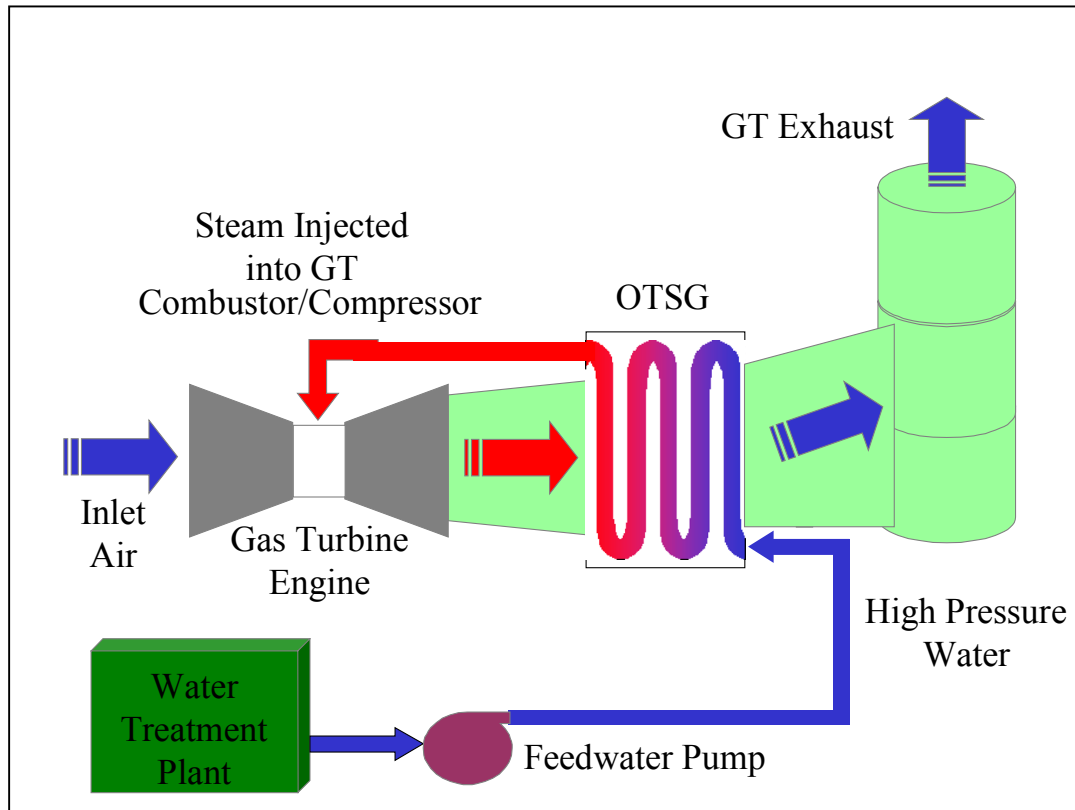 GT Exhaust
Steam Injected
into GT
Combustor/Compressor
OTSG
Inlet
Air
Gas Turbine
Engine
High Pressure
Water
Water
Treatment
Plant
Feedwater Pump